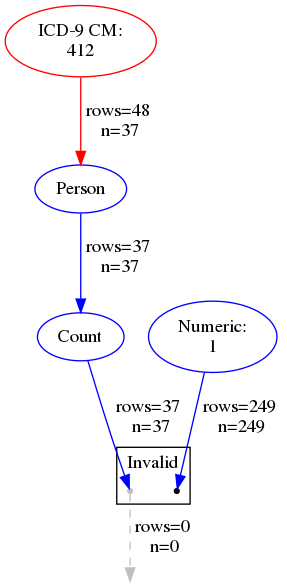 ICD-9 CM:
412
rows=48
n=37
Person
rows=37
n=37
Count
Numeric:
1
rows=37
n=37
rows=249
n=249
Invalid
rows=0
n=0